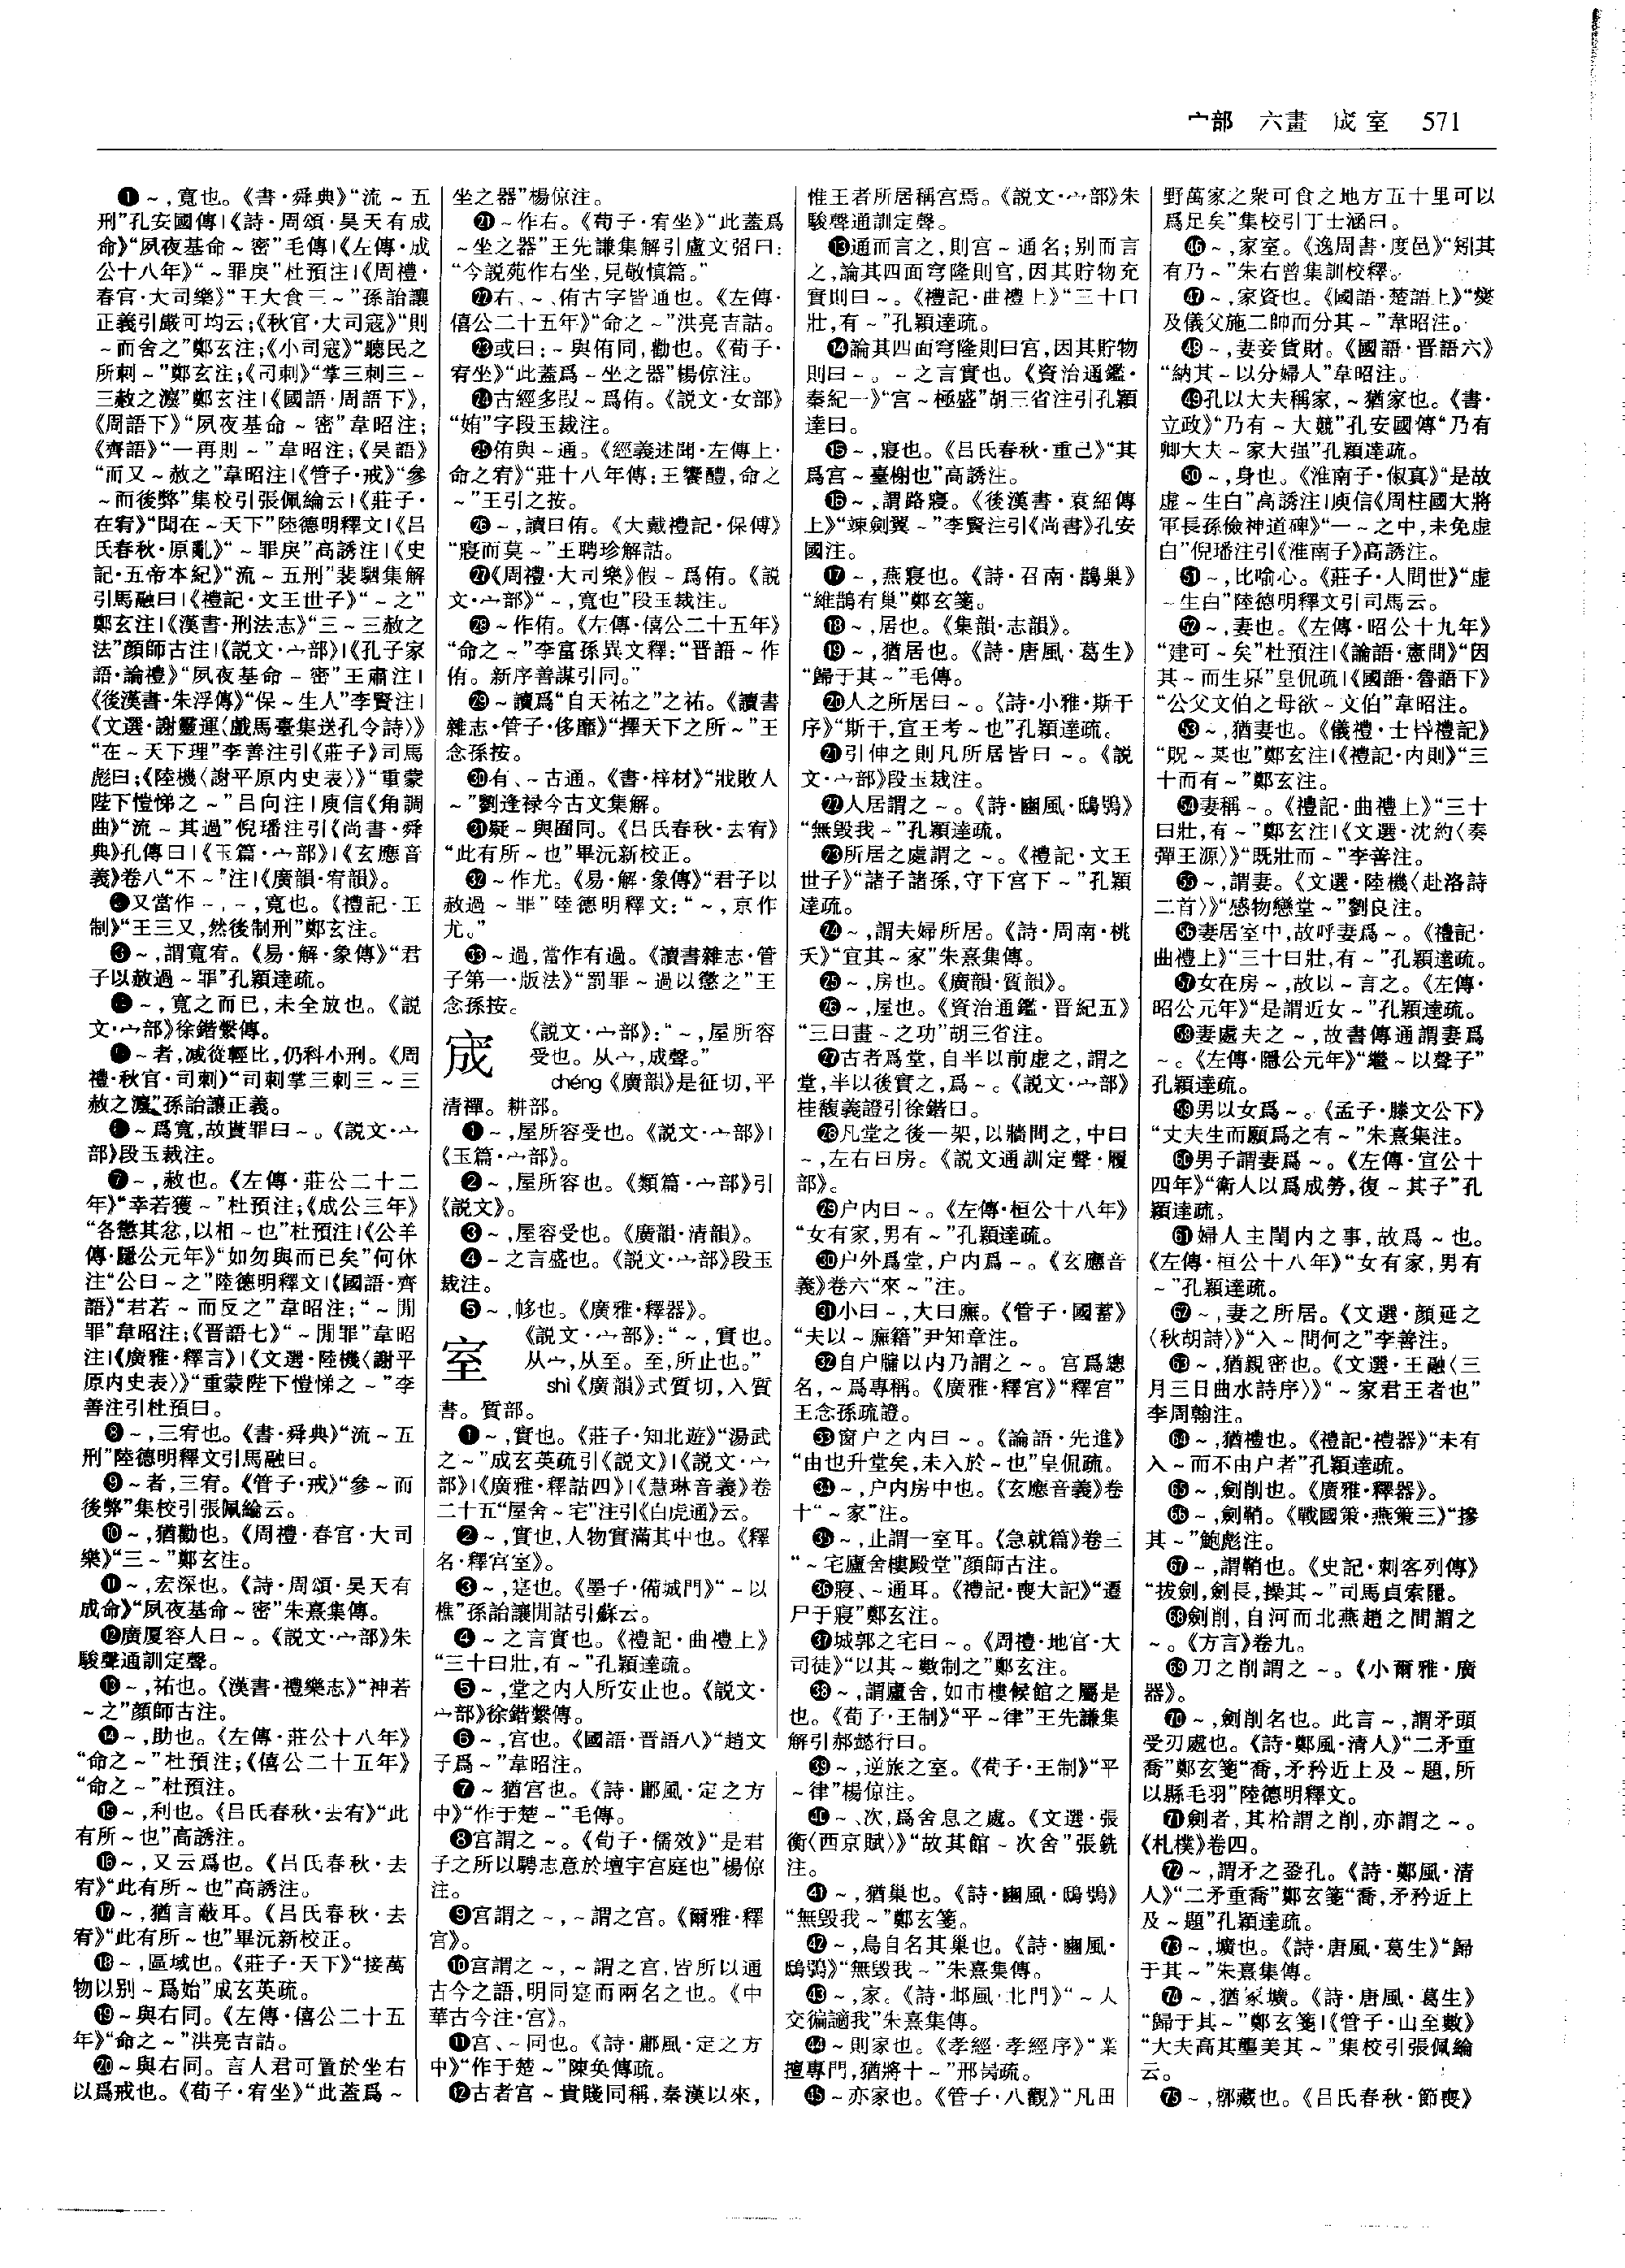 宀部　六畫　宬室　571
❶～,寬也。《書·舜典》“流～五
刑”孔安國傳|《詩·周頌·昊天有成
命》“夙夜基命～密”毛傳|《左傳·成
公十八年》“～罪戾”杜預注|《周禮·
春官·大司樂》“王大食三～”孫詒讓
正義引嚴可均云;《秋官·大司寇》“則
～而舍之”鄭玄注;《小司寇》“聽民之
所刺～”鄭玄注;《司刺》“掌三刺三～
三赦之灋”鄭玄注|《國語·周語下》,
《周語下》“夙夜基命～密”韋昭注;
《齊語》“一再則～”韋昭注;《吳語》
“而又～赦之”韋昭注|《管子·戒》“參
～而後弊”集校引張佩綸云|《莊子·
在宥》“聞在～天下”陸德明釋文|《呂
氏春秋·原亂》“～罪戾”高誘注|《史
記·五帝本紀》“流～五刑”裴駰集解
引馬融曰|《禮記·文王世子》“～之”
鄭玄注|《漢書·刑法志》“三～三赦之
法”顏師古注|《説文·宀部》|《孔子家
語·論禮》“夙夜基命～密”王肅注|
《後漢書·朱浮傳》“保～生人”李賢注|
《文選·謝靈運〈戲馬臺集送孔令詩〉》
“在～天下理”李善注引《莊子》司馬
彪曰;《陸機〈謝平原内史表〉》“重蒙
陛下愷悌之～”呂向注|庾信《角調
曲》“流～其過”倪璠注引《尚書·舜
典》孔傳曰|《玉篇·宀部》|《玄應音
義》卷八“不～”注|《廣韻·宥韻》。
❷又當作～,～,寬也。《禮記·王
制》“王三又,然後制刑”鄭玄注。
❸～,謂寬宥。《易·解·象傳》“君
子以赦過～罪”孔穎達疏。
❹～,寬之而已,未全放也。《説
文·宀部》徐鍇繫傳。
❺～者,減從輕比,仍科小刑。《周
禮·秋官·司刺》“司刺掌三刺三～三
赦之灋”孫詒讓正義。
❻～爲寬,故貰罪曰～。《説文·宀
部》段玉裁注。
❼～,赦也。《左傳·莊公二十二
年》“幸若獲～”杜預注;《成公三年》
“各懲其忿,以相～也”杜預注|《公羊
傳·隱公元年》“如勿與而已矣”何休
注“公曰～之”陸德明釋文|《國語·齊
語》“君若～而反之”韋昭注;“～閒
罪”韋昭注;《晉語七》“～閒罪”韋昭
注|《廣雅·釋言》|《文選·陸機〈謝平
原内史表〉》“重蒙陛下愷悌之～”李
善注引杜預曰。
❽～,三宥也。《書·舜典》“流～五
刑”陸德明釋文引馬融曰。
❾～者,三宥。《管子·戒》“參～而
後弊”集校引張佩綸云。
❿～,猶勸也。《周禮·春官·大司
樂》“三～”鄭玄注。
⓫～,宏深也。《詩·周頌·昊天有
成命》“夙夜基命～密”朱熹集傳。
⓬廣厦容人曰～。《説文·宀部》朱
駿聲通訓定聲。
⓭～,祐也。《漢書·禮樂志》“神若
～之”顏師古注。
⓮～,助也。《左傳·莊公十八年》
“命之～”杜預注;《僖公二十五年》
“命之～”杜預注。
⓯～,利也。《呂氏春秋·去宥》“此
有所～也”高誘注。
⓰～,又云爲也。《呂氏春秋·去
宥》“此有所～也”高誘注。
⓱～,猶言蔽耳。《呂氏春秋·去
宥》“此有所～也”畢沅新校正。
⓲～,區域也。《莊子·天下》“接萬
物以别～爲始”成玄英疏。
⓳～與右同。《左傳·僖公二十五
年》“命之～”洪亮吉詁。
⓴～與右同。言人君可置於坐右
以爲戒也。《荀子·宥坐》“此蓋爲～
坐之器”楊倞注。
㉑～作右。《荀子·宥坐》“此蓋爲
～坐之器”王先謙集解引盧文弨曰:
“今説苑作右坐,見敬慎篇。”
㉒右、～、侑古字皆通也。《左傳·
僖公二十五年》“命之～”洪亮吉詁。
㉓或曰:～與侑同,勸也。《荀子·
宥坐》“此蓋爲～坐之器”楊倞注。
㉔古經多叚～爲侑。《説文·女部》
“姷”字段玉裁注。
㉕侑與～通。《經義述聞·左傳上·
命之宥》“莊十八年傳:王饗醴,命之
～”王引之按。
㉖～,讀曰侑。《大戴禮記·保傅》
“寢而莫～”王聘珍解詁。
㉗《周禮·大司樂》假～爲侑。《説
文·宀部》“～,寬也”段玉裁注。
㉘～作侑。《左傳·僖公二十五年》
“命之～”李富孫異文釋:“晉語～作
侑。新序善謀引同。”
㉙～讀爲“自天祐之”之祐。《讀書
雜志·管子·侈靡》“擇天下之所～”王
念孫按。
㉚有、～古通。《書·梓材》“戕敗人
～”劉逢禄今古文集解。
㉛疑～與囿同。《呂氏春秋·去宥》
“此有所～也”畢沅新校正。
㉜～作尤。《易·解·象傳》“君子以
赦過～罪”陸德明釋文:“～,京作
尤。”
㉝～過,當作有過。《讀書雜志·管
子第一·版法》“罰罪～過以懲之”王
念孫按。
宬　《説文·宀部》:“～,屋所容
受也。从宀,成聲。”
chéng《廣韻》是征切,平
清禪。耕部。
❶～,屋所容受也。《説文·宀部》|
《玉篇·宀部》。
❷～,屋所容也。《類篇·宀部》引
《説文》。
❸～,屋容受也。《廣韻·清韻》。
❹～之言盛也。《説文·宀部》段玉
裁注。
❺～,㡋也。《廣雅·釋器》。
室　《説文·宀部》:“～,實也。
从宀,从至。至,所止也。”
shì《廣韻》式質切,入質
書。質部。
❶～,實也。《莊子·知北遊》“湯武
之～”成玄英疏引《説文》|《説文·宀
部》|《廣雅·釋詁四》|《慧琳音義》卷
二十五“屋舍～宅”注引《白虎通》云。
❷～,實也,人物實滿其中也。《釋
名·釋宮室》。
❸～,寔也。《墨子·備城門》“～以
樵”孫詒讓閒詁引蘇云。
❹～之言實也。《禮記·曲禮上》
“三十曰壯,有～”孔穎達疏。
❺～,堂之内人所安止也。《説文·
宀部》徐鍇繫傳。
❻～,宮也。《國語·晉語八》“趙文
子爲～”韋昭注。
❼～猶宮也。《詩·鄘風·定之方
中》“作于楚～”毛傳。
❽宮謂之～。《荀子·儒效》“是君
子之所以騁志意於壇宇宮庭也”楊倞
注。
❾宮謂之～,～謂之宮。《爾雅·釋
宮》。
❿宮謂之～,～謂之宮,皆所以通
古今之語,明同寔而兩名之也。《中
華古今注·宮》。
⓫宮、～同也。《詩·鄘風·定之方
中》“作于楚～”陳奂傳疏。
⓬古者宮～貴賤同稱,秦漢以來,
惟王者所居稱宮焉。《説文·宀部》朱
駿聲通訓定聲。
⓭通而言之,則宮～通名;别而言
之,論其四面穹隆則宮,因其貯物充
實則曰～。《禮記·曲禮上》“三十曰
壯,有～”孔穎達疏。
⓮論其四面穹隆則曰宮,因其貯物
則曰～。～之言實也。《資治通鑑·
秦紀一》“宮～極盛”胡三省注引孔穎
達曰。
⓯～,寢也。《呂氏春秋·重己》“其
爲宮～臺榭也”高誘注。
⓰～,謂路寢。《後漢書·袁紹傳
上》“竦劍翼～”李賢注引《尚書》孔安
國注。
⓱～,燕寢也。《詩·召南·鵲巢》
“維鵲有巢”鄭玄箋。
⓲～,居也。《集韻·志韻》。
⓳～,猶居也。《詩·唐風·葛生》
“歸于其～”毛傳。
⓴人之所居曰～。《詩·小雅·斯干
序》“斯干,宣王考～也”孔穎達疏。
㉑引伸之則凡所居皆曰～。《説
文·宀部》段玉裁注。
㉒人居謂之～。《詩·豳風·鴟鴞》
“無毁我～”孔穎達疏。
㉓所居之處謂之～。《禮記·文王
世子》“諸子諸孫,守下宮下～”孔穎
達疏。
㉔～,謂夫婦所居。《詩·周南·桃
夭》“宜其～家”朱熹集傳。
㉕～,房也。《廣韻·質韻》。
㉖～,屋也。《資治通鑑·晉紀五》
“三日畫～之功”胡三省注。
㉗古者爲堂,自半以前虚之,謂之
堂,半以後實之,爲～。《説文·宀部》
桂馥義證引徐鍇曰。
㉘凡堂之後一架,以牆間之,中曰
～,左右曰房。《説文通訓定聲·履
部》。
㉙户内曰～。《左傳·桓公十八年》
“女有家,男有～”孔穎達疏。
㉚户外爲堂,户内爲～。《玄應音
義》卷六“來～”注。
㉛小曰～,大曰廡。《管子·國蓄》
“夫以～廡籍”尹知章注。
㉜自户牖以内乃謂之～。宮爲總
名,～爲專稱。《廣雅·釋宮》“釋宮”
王念孫疏證。
㉝窗户之内曰～。《論語·先進》
“由也升堂矣,未入於～也”皇侃疏。
㉞～,户内房中也。《玄應音義》卷
十“～家”注。
㉟～,止謂一室耳。《急就篇》卷三
“～宅廬舍樓殿堂”顏師古注。
㊱寢、～通耳。《禮記·喪大記》“遷
尸于寢”鄭玄注。
㊲城郭之宅曰～。《周禮·地官·大
司徒》“以其～數制之”鄭玄注。
㊳～,謂廬舍,如市樓候館之屬是
也。《荀子·王制》“平～律”王先謙集
解引郝懿行曰。
㊴～,逆旅之室。《荀子·王制》“平
～律”楊倞注。
㊵～、次,爲舍息之處。《文選·張
衡〈西京賦〉》“故其館～次舍”張銑
注。
㊶～,猶巢也。《詩·豳風·鴟鴞》
“無毁我～”鄭玄箋。
㊷～,鳥自名其巢也。《詩·豳風·
鴟鴞》“無毁我～”朱熹集傳。
㊸～,家。《詩·邶風·北門》“～人
交徧讁我”朱熹集傳。
㊹～則家也。《孝經·孝經序》“業
擅專門,猶將十～”邢昺疏。
㊺～亦家也。《管子·八觀》“凡田
野萬家之衆可食之地方五十里可以
爲足矣”集校引丁士涵曰。
㊻～,家室。《逸周書·度邑》“矧其
有乃～”朱右曾集訓校釋。
㊼～,家資也。《國語·楚語上》“燮
及儀父施二帥而分其～”韋昭注。
㊽～,妻妾貨財。《國語·晉語六》
“納其～以分婦人”韋昭注。
㊾孔以大夫稱家,～猶家也。《書·
立政》“乃有～大競”孔安國傳“乃有
卿大夫～家大强”孔穎達疏。
㊿～,身也。《淮南子·俶真》“是故
虚～生白”高誘注|庾信《周柱國大將
軍長孫儉神道碑》“一～之中,未免虚
白”倪璠注引《淮南子》高誘注。
51～,比喻心。《莊子·人間世》“虚
～生白”陸德明釋文引司馬云。
52～,妻也。《左傳·昭公十九年》
“建可～矣”杜預注|《論語·憲問》“因
其～而生某”皇侃疏|《國語·魯語下》
“公父文伯之母欲～文伯”韋昭注。
53～,猶妻也。《儀禮·士昏禮記》
“貺～某也”鄭玄注|《禮記·内則》“三
十而有～”鄭玄注。
54妻稱～。《禮記·曲禮上》“三十
曰壯,有～”鄭玄注|《文選·沈約〈奏
彈王源〉》“既壯而～”李善注。
55～,謂妻。《文選·陸機〈赴洛詩
二首〉》“感物戀堂～”劉良注。
56妻居室中,故呼妻爲～。《禮記·
曲禮上》“三十曰壯,有～”孔穎達疏。
57女在房～,故以～言之。《左傳·
昭公元年》“是謂近女～”孔穎達疏。
58妻處夫之～,故書傳通謂妻爲
～。《左傳·隱公元年》“繼～以聲子”
孔穎達疏。
59男以女爲～。《孟子·滕文公下》
“丈夫生而願爲之有～”朱熹集注。
60男子謂妻爲～。《左傳·宣公十
四年》“衛人以爲成勞,復～其子”孔
穎達疏。
61婦人主閨内之事,故爲～也。
《左傳·桓公十八年》“女有家,男有
～”孔穎達疏。
62～,妻之所居。《文選·顔延之
〈秋胡詩〉》“入～問何之”李善注。
63～,猶親密也。《文選·王融〈三
月三日曲水詩序〉》“～家君王者也”
李周翰注。
64～,猶禮也。《禮記·禮器》“未有
入～而不由户者”孔穎達疏。
65～,劍削也。《廣雅·釋器》。
66～,劍鞘。《戰國策·燕策三》“摻
其～”鮑彪注。
67～,謂鞘也。《史記·刺客列傳》
“拔劍,劍長,操其～”司馬貞索隱。
68劍削,自河而北燕趙之間謂之
～。《方言》卷九。
69刀之削謂之～。《小爾雅·廣
器》。
70～,劍削名也。此言～,謂矛頭
受刃處也。《詩·鄭風·清人》“二矛重
喬”鄭玄箋“喬,矛矜近上及～題,所
以縣毛羽”陸德明釋文。
71劍者,其袷謂之削,亦謂之～。
《札樸》卷四。
72～,謂矛之銎孔。《詩·鄭風·清
人》“二矛重喬”鄭玄箋“喬,矛矜近上
及～題”孔穎達疏。
73～,壙也。《詩·唐風·葛生》“歸
于其～”朱熹集傳。
74～,猶冢壙。《詩·唐風·葛生》
“歸于其～”鄭玄箋|《管子·山至數》
“大夫高其壟美其～”集校引張佩綸
云。
75～,槨藏也。《呂氏春秋·節喪》